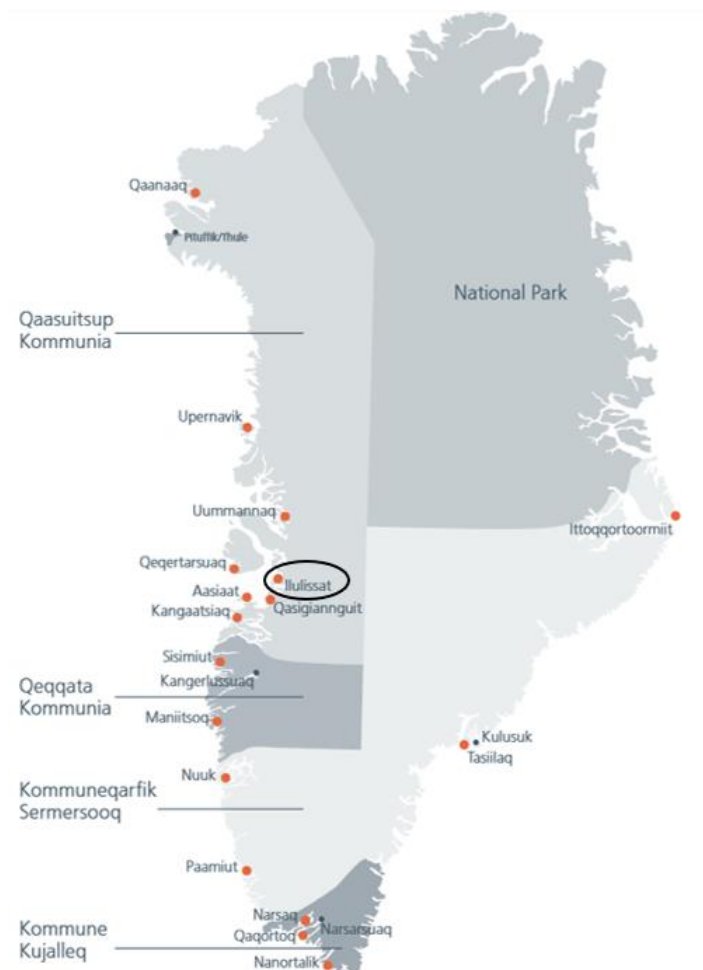 Qaanaaq
Pituffik/Thule
National Park
Qaasuitsup
Kommunia
Upernavik
Uummannaq
Ittoqqortoormiit
Qeqertarsuaq
Ilulissat
Aasiaat
Qasigiannguit
Kangaatsiaq
Sisimiut
Kangerlussuaq
Qeqqata
Kommunia
Maniitsoq
Kulusuk
Tasiilaq
Nuuk
Kommuneqarfik
Sermersooq
Paamiut
Narsaq
Narsarsuaq
Kommune
Kujalleq
Qaqortoq
Nanortalik